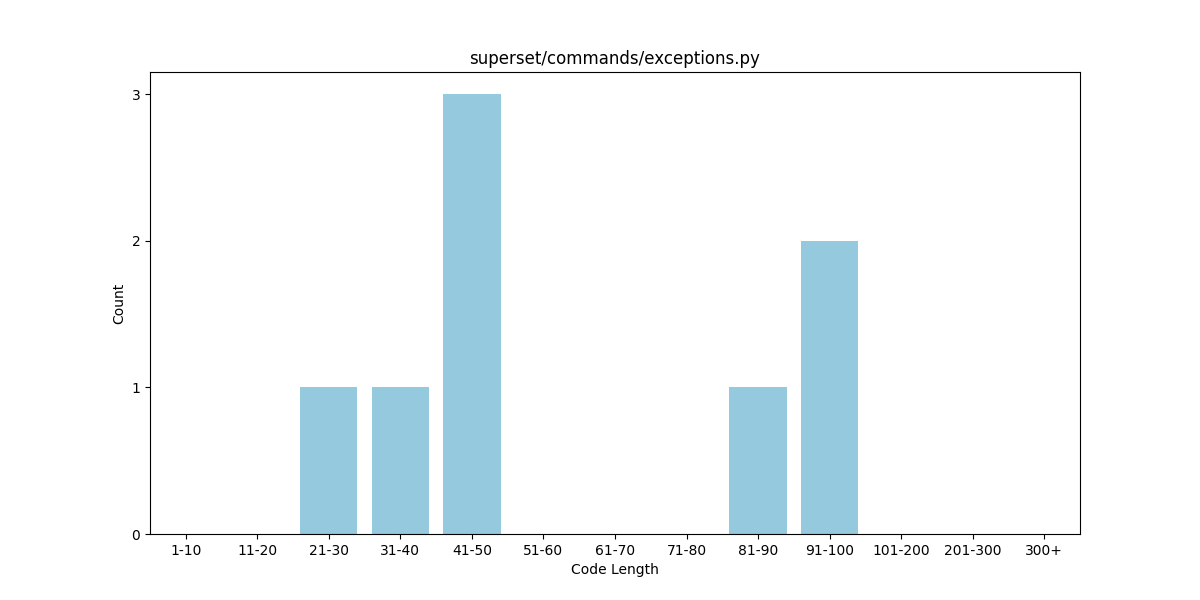 superset/commands/exceptions.py
3
2
1
0
Count
1-10 11-20 21-30 31-40 41-50 51-60 61-70 71-80 81-90 91-100 101-200 201-300 300+
Code Length